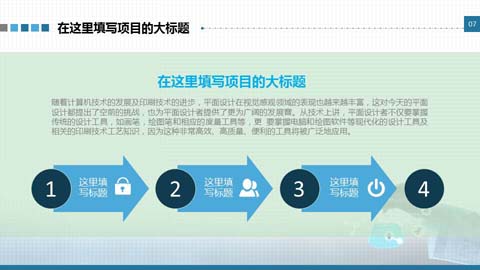 在这里填写项目的大标题
07
在这里填写项目的大标题
随着计算机技术的发展及印刷技术的进步，平面设计在视觉感观领域的表现也越来越丰富，这对今天的平面
设计都提出了空前的挑战，也为平面设计者提供了更为广阔的发展膏。从技术上讲，平面设计者不仅要掌握
传统的设计工具，如画笔，绘图笔和相应的度量工具等，更 要掌握电脑和绘图软件等现代化的设计工具及
相关的印刷技术工艺知识，因为这种非常高效、高质量、便利的工具将被广泛地应用。
1
这里填
写标题
2
这里填
写标题
3
这里填
写标题
4